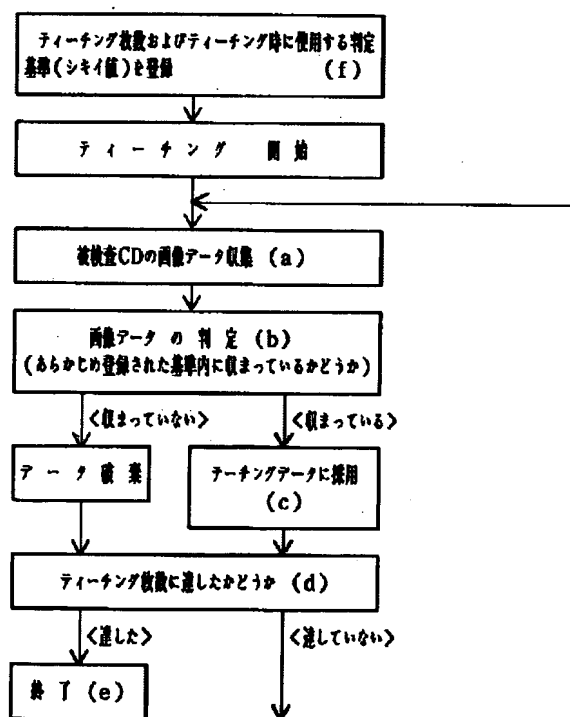 ティーチング枚数およびティーチング時に使用する判定
基準(シキイ値)を登録 (f)
ティーチング 開始
被検査CDの画像データ収集 (a)
画像データ の 判定 (b)
(あらかじめ登録された基準内に収まっているかどうか)
<収まっていない> <収まっている>
データ破棄 テーチングデータに採用
(c)
ティーチング枚数に達したかどうか (d)
<達した> <達していない>
終了 (e)